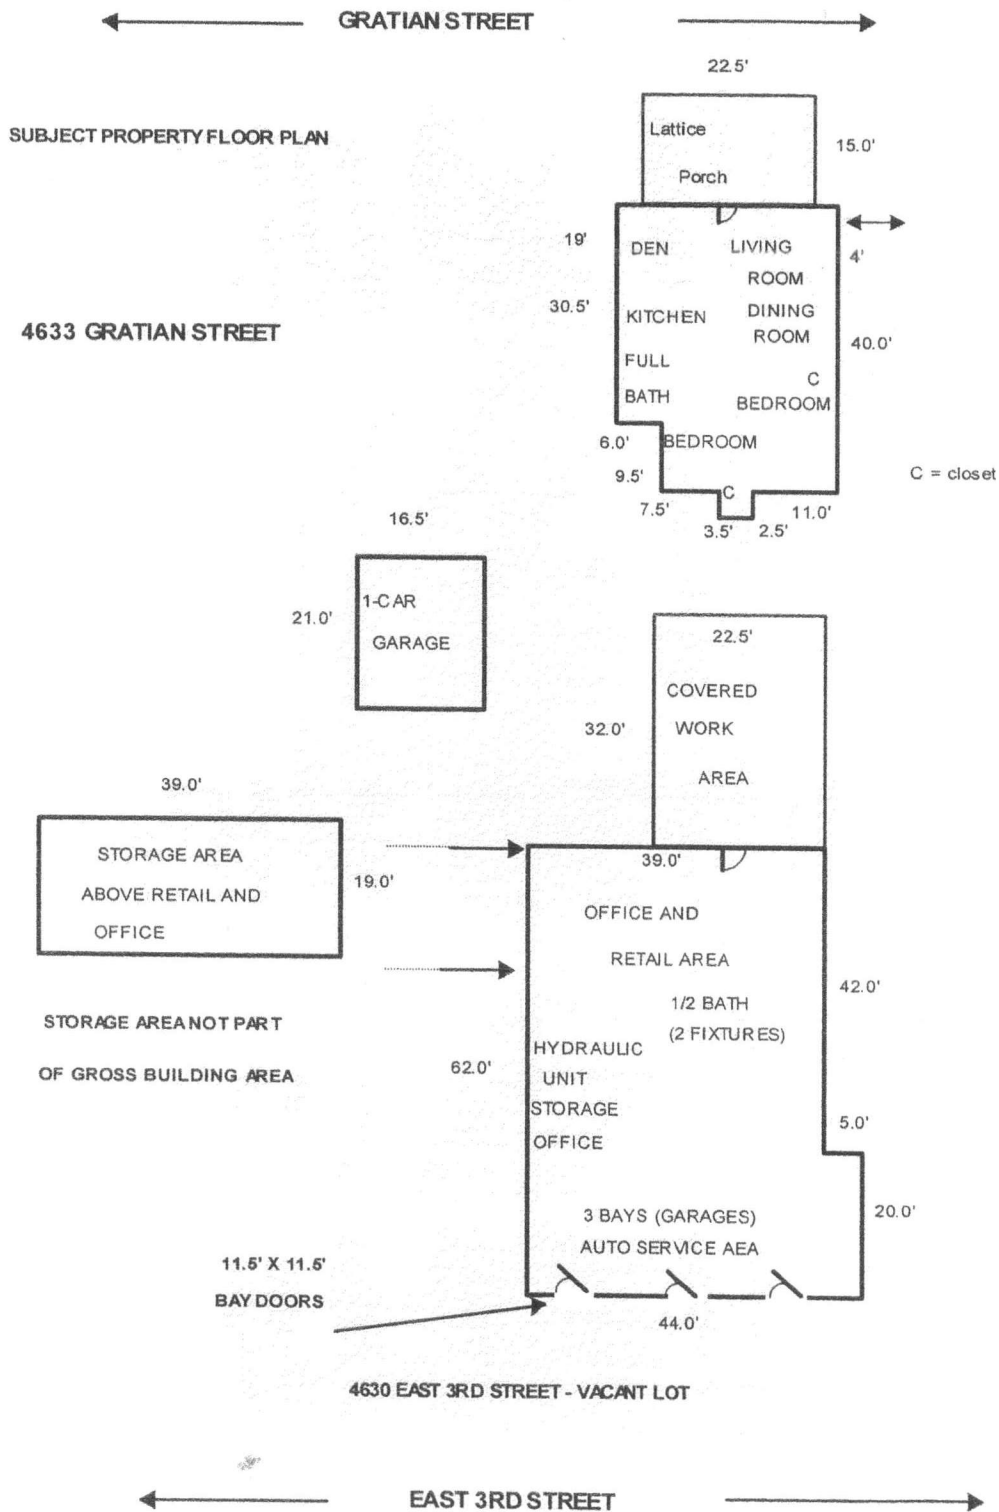 GRATIAN STREET
22.5'
SUBJECT PROPERTY FLOOR PLAN
Lattice
Porch
15.0'
19'
DEN
LIVING
ROOM
4'
30.5'
KITCHEN
DINING
ROOM
4633 GRATIAN STREET
40.0'
FULL
BATH
C
BEDROOM
6.0'
BEDROOM
9.5'
C
C = closet
7.5'
3.5'
2.5'
11.0'
16.5'
21.0'
1-CAR
GARAGE
22.5'
COVERED
WORK
AREA
32.0'
39.0'
STORAGE AREA
ABOVE RETAIL AND
OFFICE
19.0'
39.0'
OFFICE AND
RETAIL AREA
1/2 BATH
(2 FIXTURES)
42.0'
STORAGE AREA NOT PART
OF GROSS BUILDING AREA
62.0'
HYDRAULIC
UNIT
STORAGE
OFFICE
5.0'
20.0'
3 BAYS (GARAGES)
AUTO SERVICE AEA
11.5' X 11.5'
BAY DOORS
44.0'
4630 EAST 3RD STREET - VACANT LOT
EAST 3RD STREET